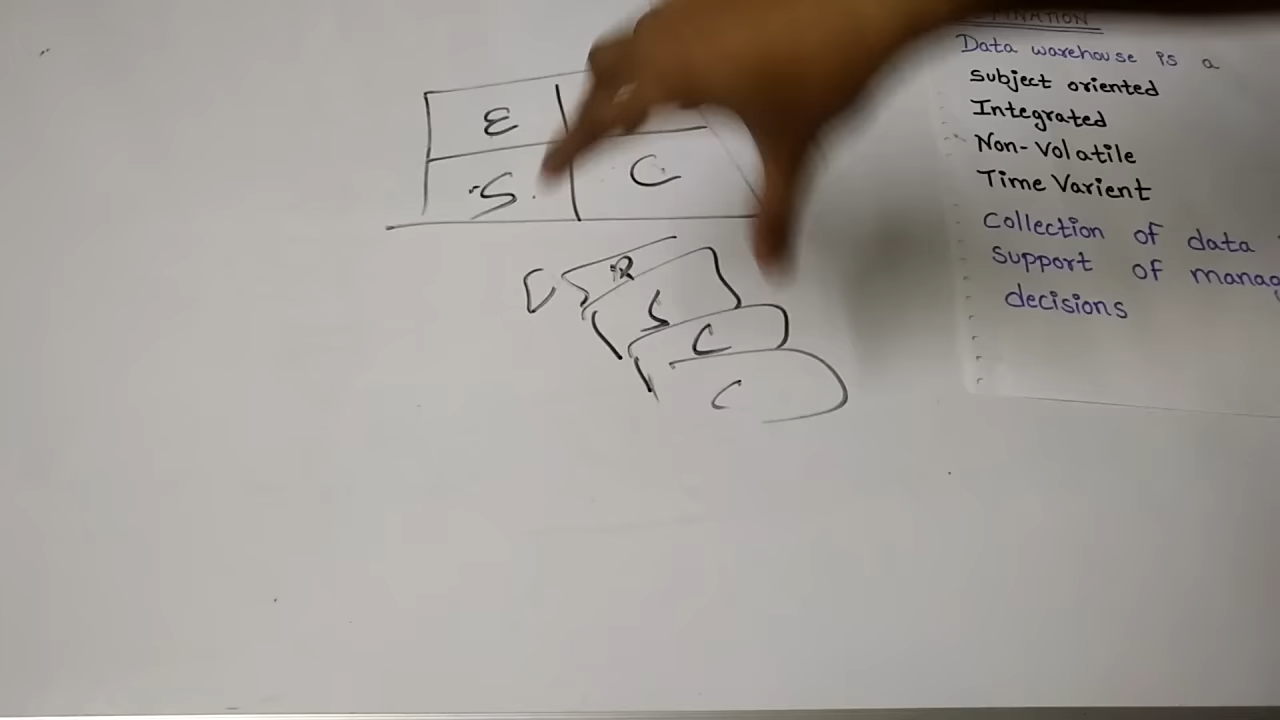 E
S
C
R
S
C
C
Data warehouse is a
subject oriented
Integrated
Non-Volatile
Time Varient
Collection of data
support of manag
decisions